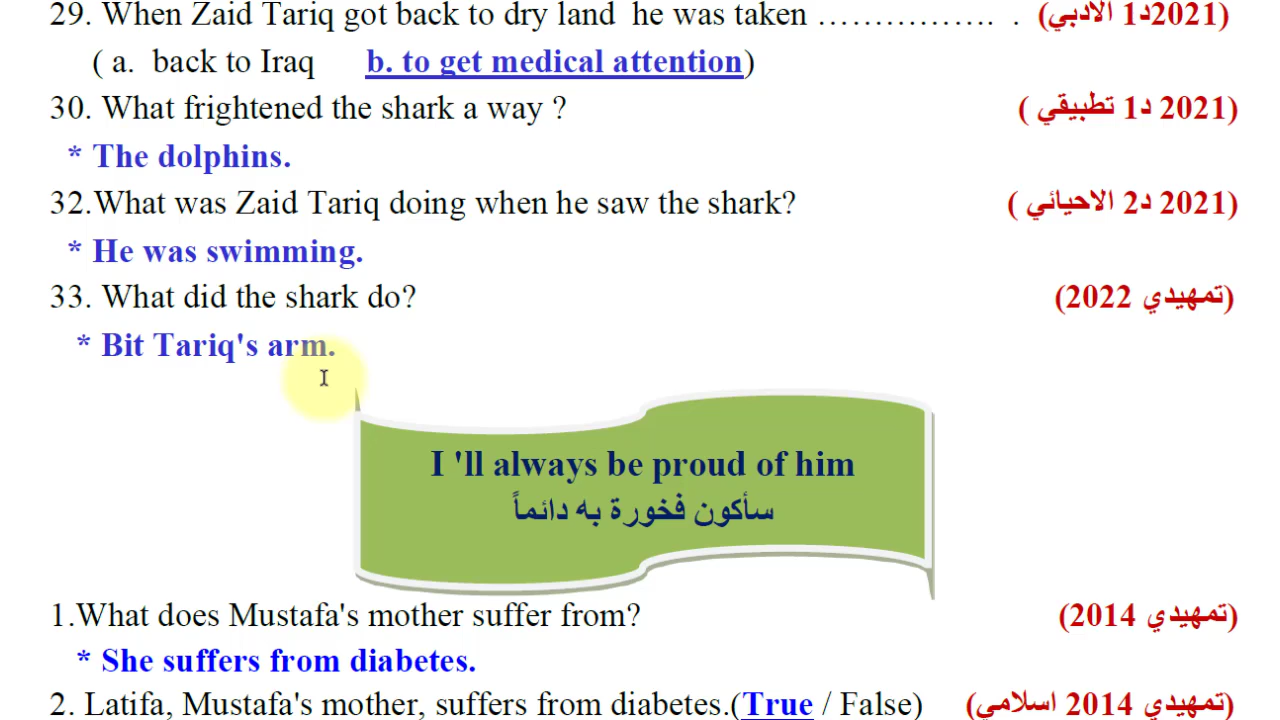 29. When Zaid Tariq got back to dry land he was taken ……………. . (2021د1 الادبي)
( a. back to Iraq b. to get medical attention)
30. What frightened the shark a way ? (2021 د1 تطبيقي )
* The dolphins.
32.What was Zaid Tariq doing when he saw the shark? (2021 د2 الاحيائي )
* He was swimming.
33. What did the shark do? (تمهيدي 2022)
* Bit Tariq's arm.
I 'll always be proud of him
سأكون فخورة به دائماً
1.What does Mustafa's mother suffer from? (تمهيدي 2014)
* She suffers from diabetes.
2. Latifa, Mustafa's mother, suffers from diabetes.(True / False) (تمهيدي 2014 اسلامي)